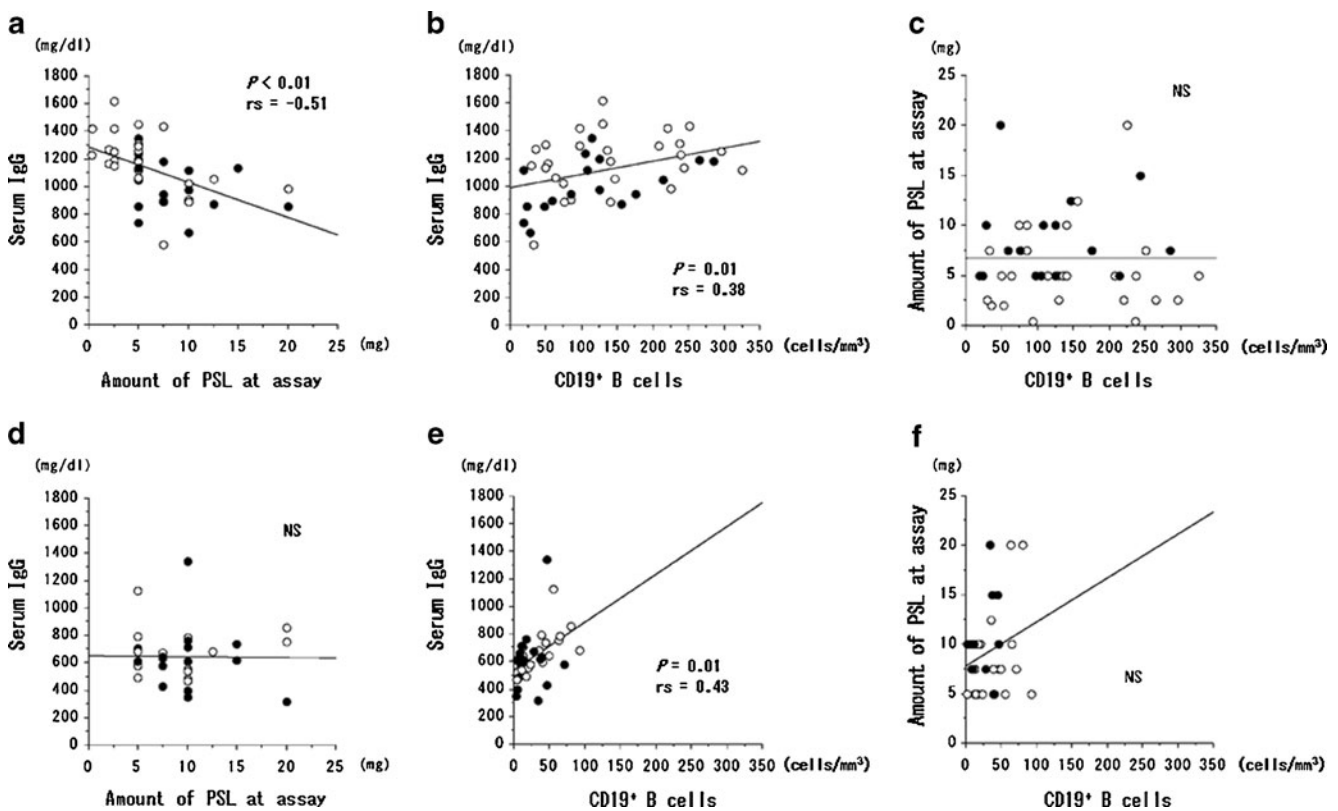 a
(mg/dl)
1800
1600
1400
1200
1000
800
600
400
200
0
Serum IgG
P < 0.01
rs = -0.51
0 5 10 15 20 25
(mg)
Amount of PSL at assay
b
(mg/dl)
1800
1600
1400
1200
1000
800
600
400
200
0
Serum IgG
P = 0.01
rs = 0.38
0 50 100 150 200 250 300 350 (cells/mm³)
CD19⁺ B cells
c
(mg)
25
20
15
10
5
0
Amount of PSL at assay
NS
0 50 100 150 200 250 300 350 (cells/mm³)
CD19⁺ B cells
d
(mg/dl)
1800
1600
1400
1200
1000
800
600
400
200
0
Serum IgG
NS
0 5 10 15 20 25
(mg)
Amount of PSL at assay
e
(mg/dl)
1800
1600
1400
1200
1000
800
600
400
200
0
Serum IgG
P = 0.01
rs = 0.43
0 50 100 150 200 250 300 350 (cells/mm³)
CD19⁺ B cells
f
(mg)
25
20
15
10
5
0
Amount of PSL at assay
NS
0 50 100 150 200 250 300 350 (cells/mm³)
CD19⁺ B cells